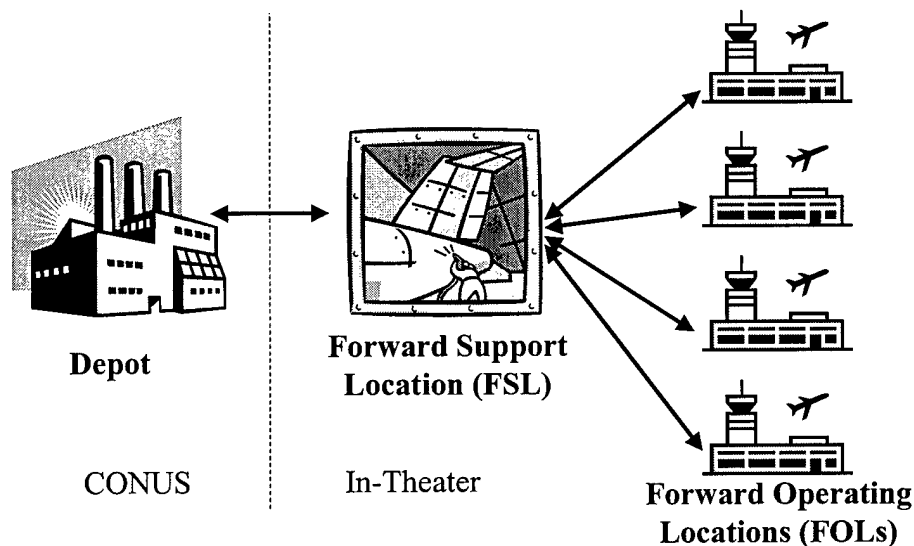 Depot
Forward Support
Location (FSL)
CONUS
In-Theater
Forward Operating
Locations (FOLs)